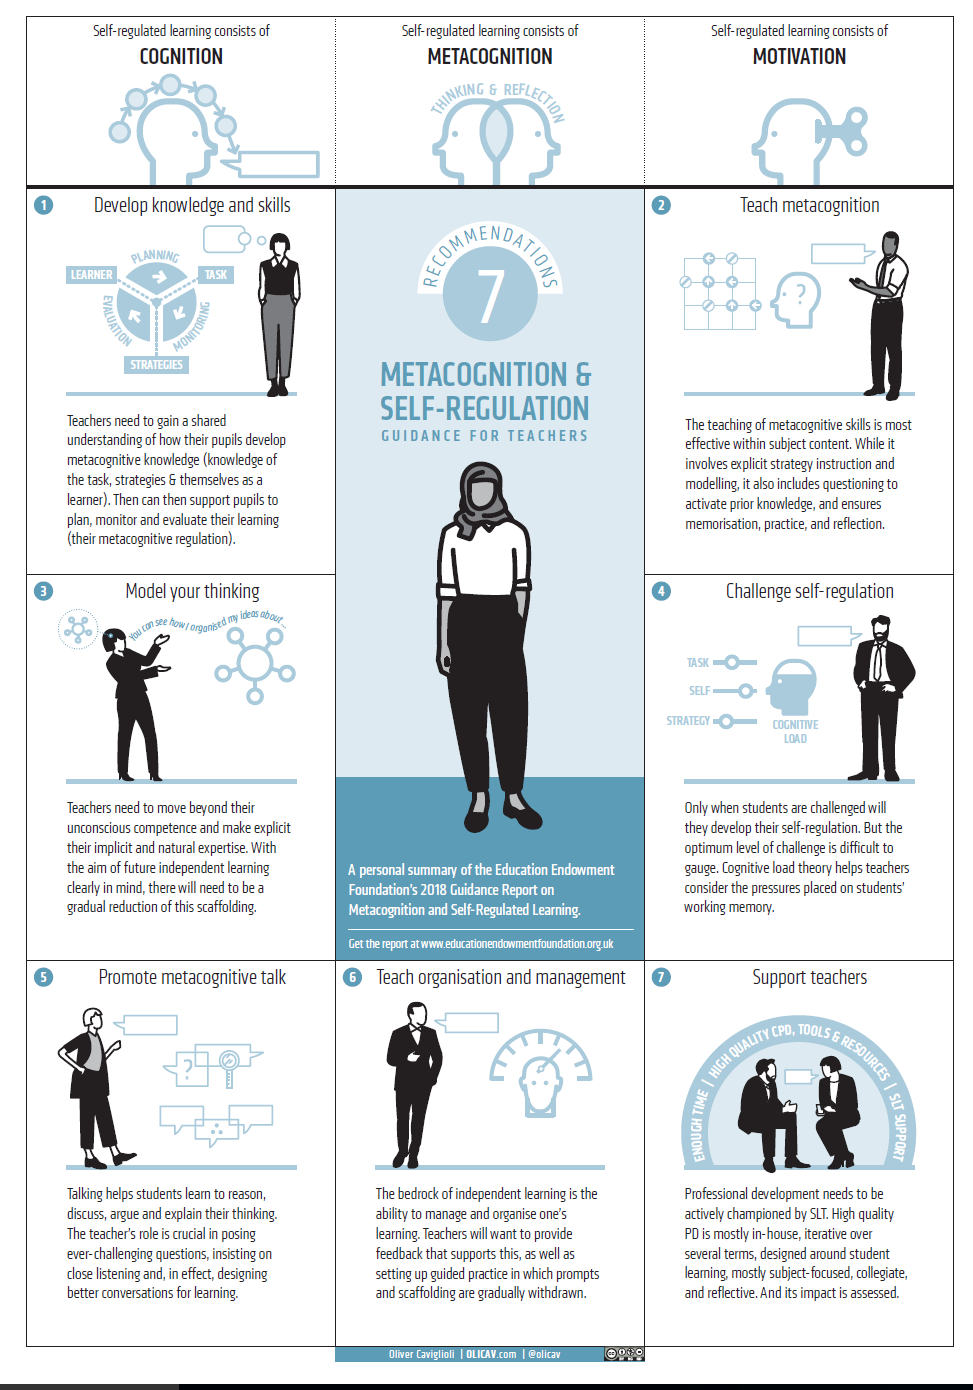 Self-regulated learning consists of
COGNITION
Self-regulated learning consists of
METACOGNITION
THINKING & REFLECTION
Self-regulated learning consists of
MOTIVATION
1
Develop knowledge and skills
PLANNING
LEARNER
TASK
EVALUATION
MONITORING
STRATEGIES
Teachers need to gain a shared
understanding of how their pupils develop
metacognitive knowledge (knowledge of
the task, strategies & themselves as a
learner). Then can then support pupils to
plan, monitor and evaluate their learning
(their metacognitive regulation).
RECOMMENDATIONS
7
METACOGNITION &
SELF-REGULATION
GUIDANCE FOR TEACHERS
A personal summary of the Education Endowment
Foundation's 2018 Guidance Report on
Metacognition and Self-Regulated Learning.
Get the report at www.educationendowmentfoundation.org.uk
2
Teach metacognition
?
The teaching of metacognitive skills is most
effective within subject content. While it
involves explicit strategy instruction and
modelling, it also includes questioning to
activate prior knowledge, and ensures
memorisation, practice, and reflection.
3
Model your thinking
You can see how I organised my ideas about...
Teachers need to move beyond their
unconscious competence and make explicit
their implicit and natural expertise. With
the aim of future independent learning
clearly in mind, there will need to be a
gradual reduction of this scaffolding.
4
Challenge self-regulation
TASK
SELF
STRATEGY
COGNITIVE
LOAD
Only when students are challenged will
they develop their self-regulation. But the
optimum level of challenge is difficult to
gauge. Cognitive load theory helps teachers
consider the pressures placed on students'
working memory.
5
Promote metacognitive talk
?
Talking helps students learn to reason,
discuss, argue and explain their thinking.
The teacher's role is crucial in posing
ever-challenging questions, insisting on
close listening and, in effect, designing
better conversations for learning.
6
Teach organisation and management
The bedrock of independent learning is the
ability to manage and organise one's
learning. Teachers will want to provide
feedback that supports this, as well as
setting up guided practice in which prompts
and scaffolding are gradually withdrawn.
7
Support teachers
ENOUGH TIME | HIGH QUALITY CPD, TOOLS & RESOURCES | SLT SUPPORT
Professional development needs to be
actively championed by SLT. High quality
PD is mostly in-house, iterative over
several terms, designed around student
learning, mostly subject-focused, collegiate,
and reflective. And its impact is assessed.
Oliver Caviglioli | OLICAV.com | @olicav